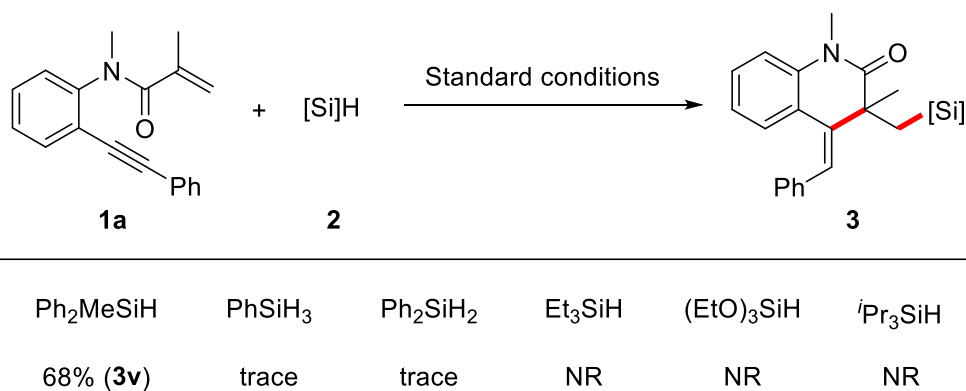 N
O
Ph
1a
+
[Si]H
2
Standard conditions
N
O
[Si]
Ph
3
Ph₂MeSiH PhSiH₃ Ph₂SiH₂ Et₃SiH (EtO)₃SiH ⁱPr₃SiH
68% (3v) trace trace NR NR NR